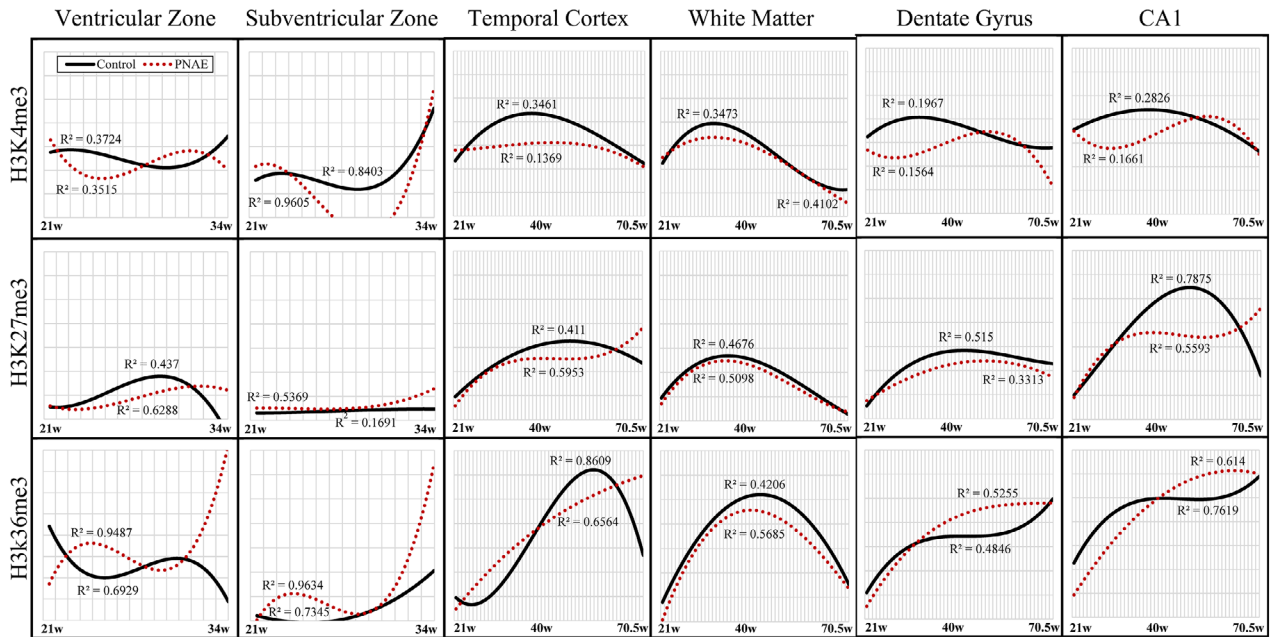 Ventricular Zone Subventricular Zone Temporal Cortex White Matter Dentate Gyrus CA1
H3K4me3
Control PNAE
R² = 0.3724
R² = 0.3515
21w 34w
R² = 0.8403
R² = 0.9605
21w 34w
R² = 0.3461
R² = 0.1369
21w 40w 70.5w
R² = 0.3473
R² = 0.4102
21w 40w 70.5w
R² = 0.1967
R² = 0.1564
21w 40w 70.5w
R² = 0.2826
R² = 0.1661
21w 40w 70.5w
H3K27me3
R² = 0.437
R² = 0.6288
21w 34w
R² = 0.5369
R² = 0.1691
21w 34w
R² = 0.411
R² = 0.5953
21w 40w 70.5w
R² = 0.4676
R² = 0.5098
21w 40w 70.5w
R² = 0.515
R² = 0.3313
21w 40w 70.5w
R² = 0.7875
R² = 0.5593
21w 40w 70.5w
H3k36me3
R² = 0.9487
R² = 0.6929
21w 34w
R² = 0.9634
R² = 0.7345
21w 34w
R² = 0.8609
R² = 0.6564
21w 40w 70.5w
R² = 0.4206
R² = 0.5685
21w 40w 70.5w
R² = 0.5255
R² = 0.4846
21w 40w 70.5w
R² = 0.614
R² = 0.7619
21w 40w 70.5w